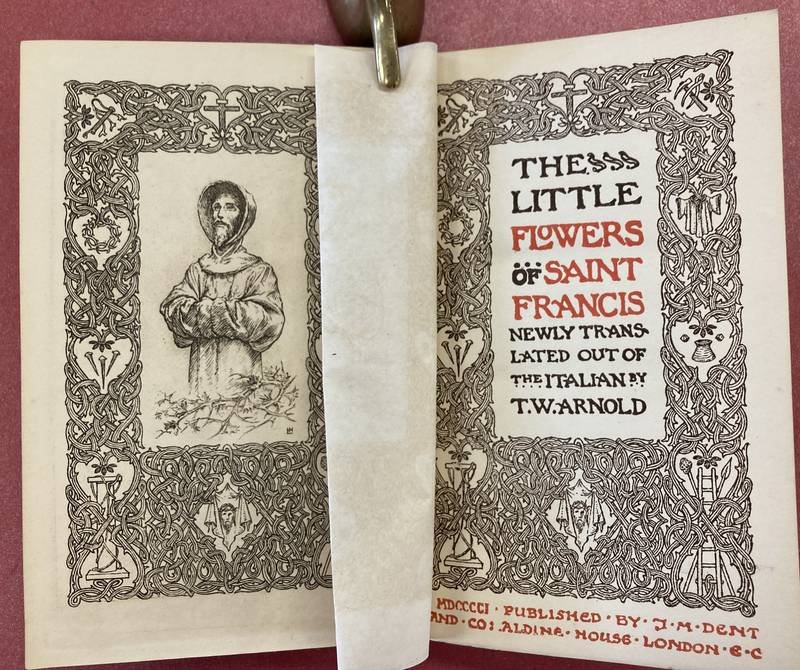 THE
LITTLE
FLOWERS
OF SAINT
FRANCIS
NEWLY TRANS
LATED OUT OF
THE ITALIAN BY
T.W. ARNOLD
MDCCCCI · PUBLISHED · BY · J · M · DENT
AND · CO : ALDINE · HOUSE · LONDON · E · C